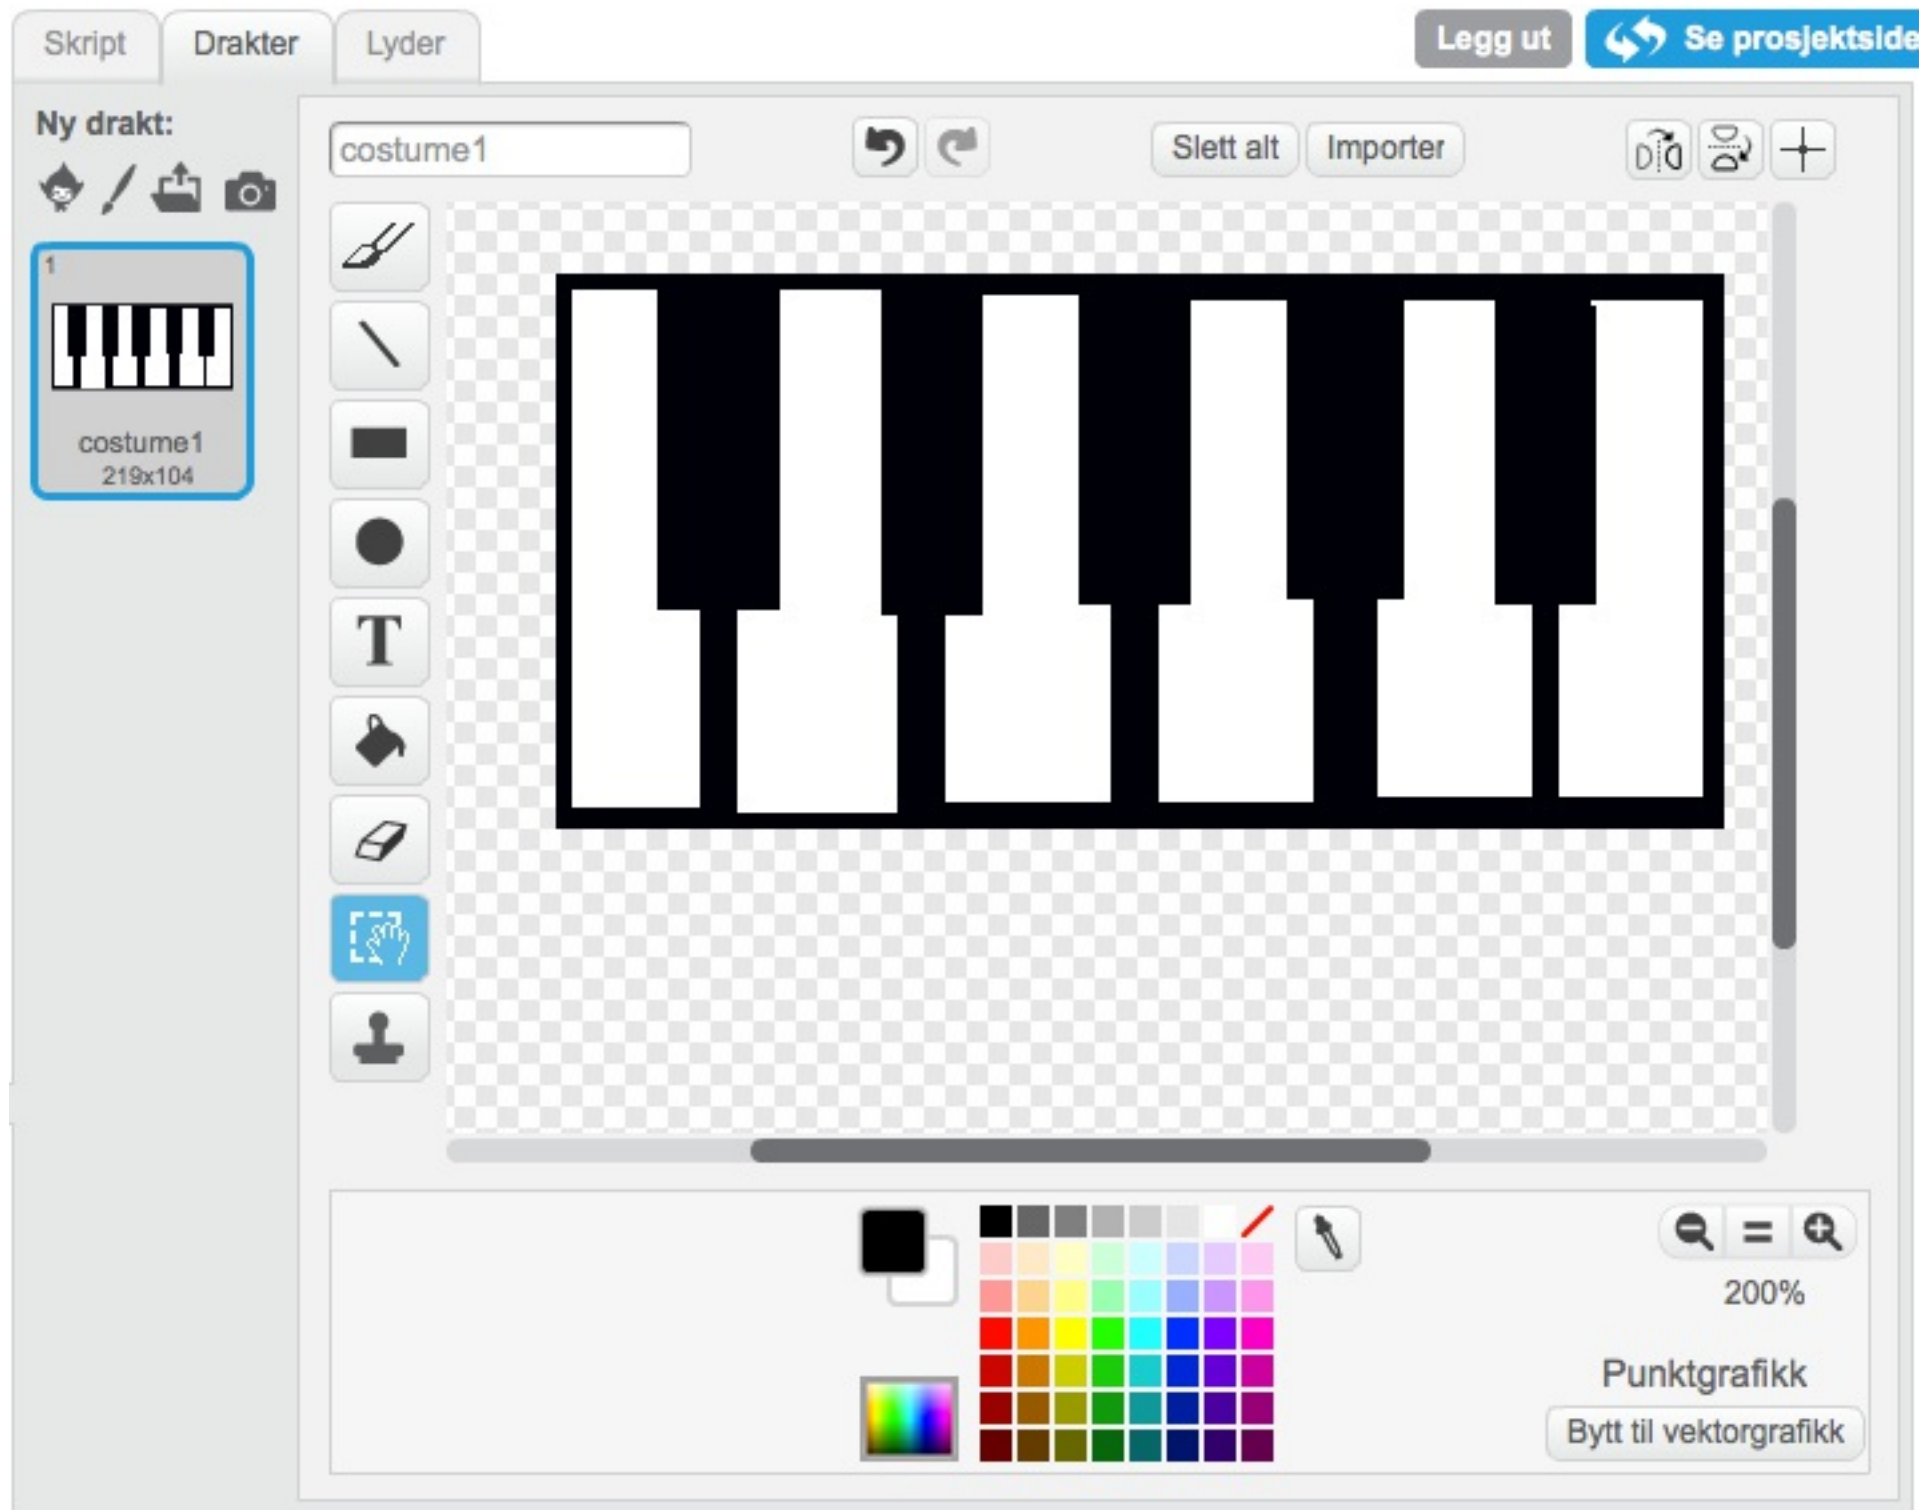 Skript
Drakter
Lyder
Legg ut
Se prosjektside
Ny drakt:
costume1
Slett alt
Importer
1
costume1
219x104
T
200%
Punktgrafikk
Bytt til vektorgrafikk